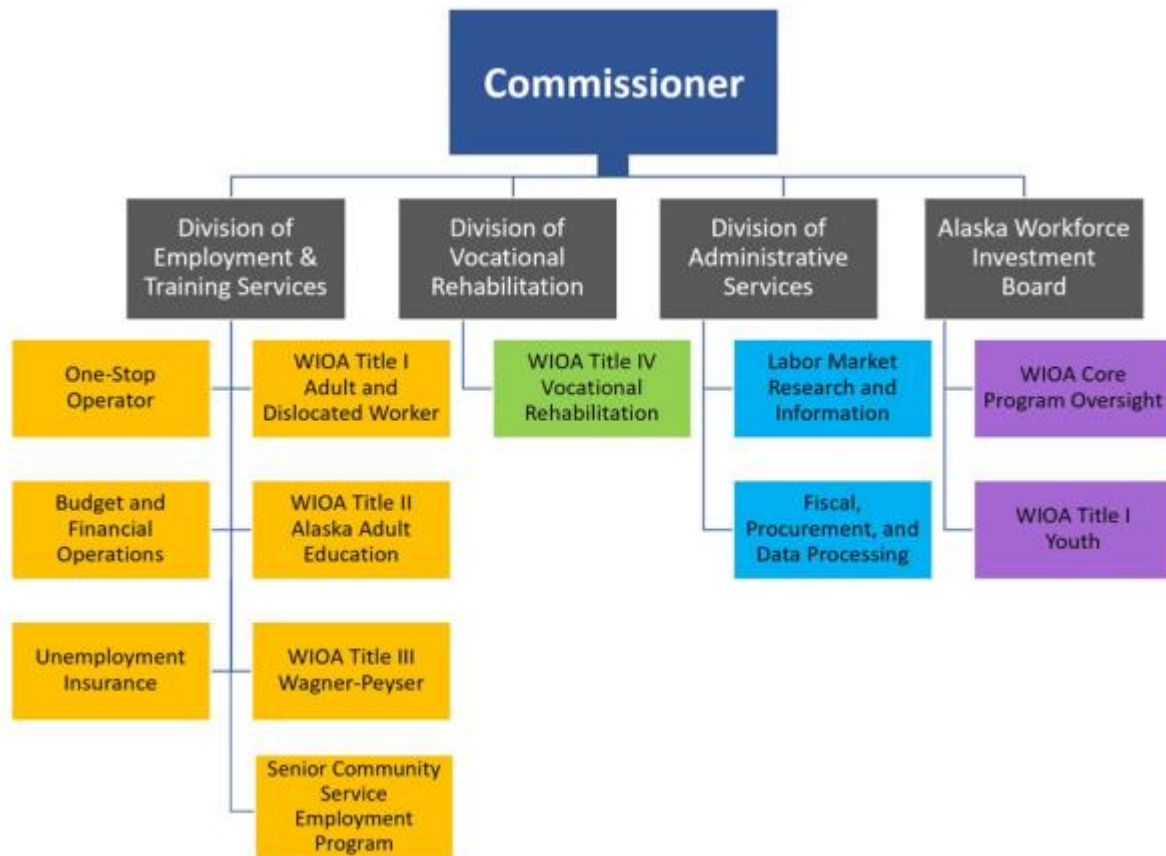 Commissioner
Division of
Employment &
Training Services
Division of
Vocational
Rehabilitation
Division of
Administrative
Services
Alaska Workforce
Investment
Board
One-Stop
Operator
WIOA Title I
Adult and
Dislocated Worker
WIOA Title IV
Vocational
Rehabilitation
Labor Market
Research and
Information
WIOA Core
Program Oversight
Budget and
Financial
Operations
WIOA Title II
Alaska Adult
Education
Fiscal,
Procurement, and
Data Processing
WIOA Title I
Youth
Unemployment
Insurance
WIOA Title III
Wagner-Peyser
Senior Community
Service
Employment
Program